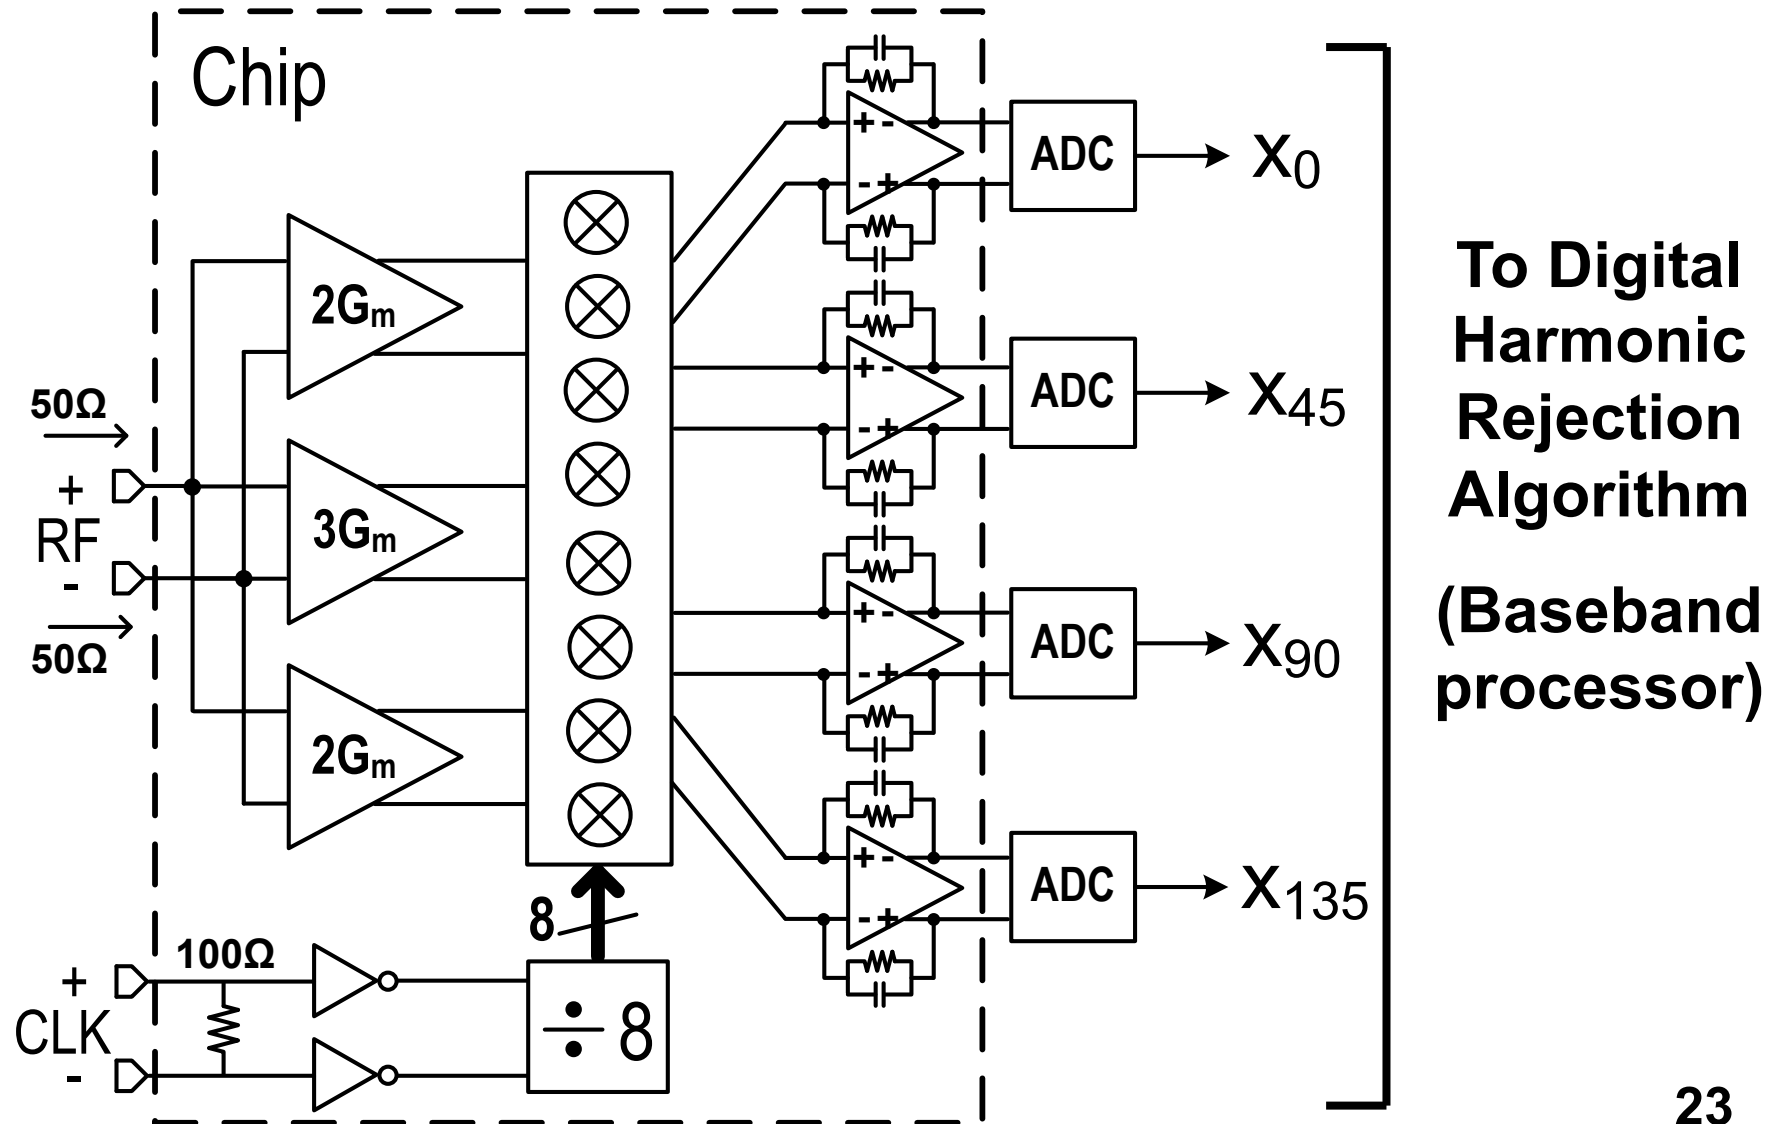 Chip
2Gm
3Gm
2Gm
50Ω
+
RF
-
50Ω
+
CLK
-
100Ω
8
÷ 8
+ -
- +
+ -
- +
+ -
- +
+ -
- +
ADC
ADC
ADC
ADC
X0
X45
X90
X135
To Digital
Harmonic
Rejection
Algorithm
(Baseband
processor)
23